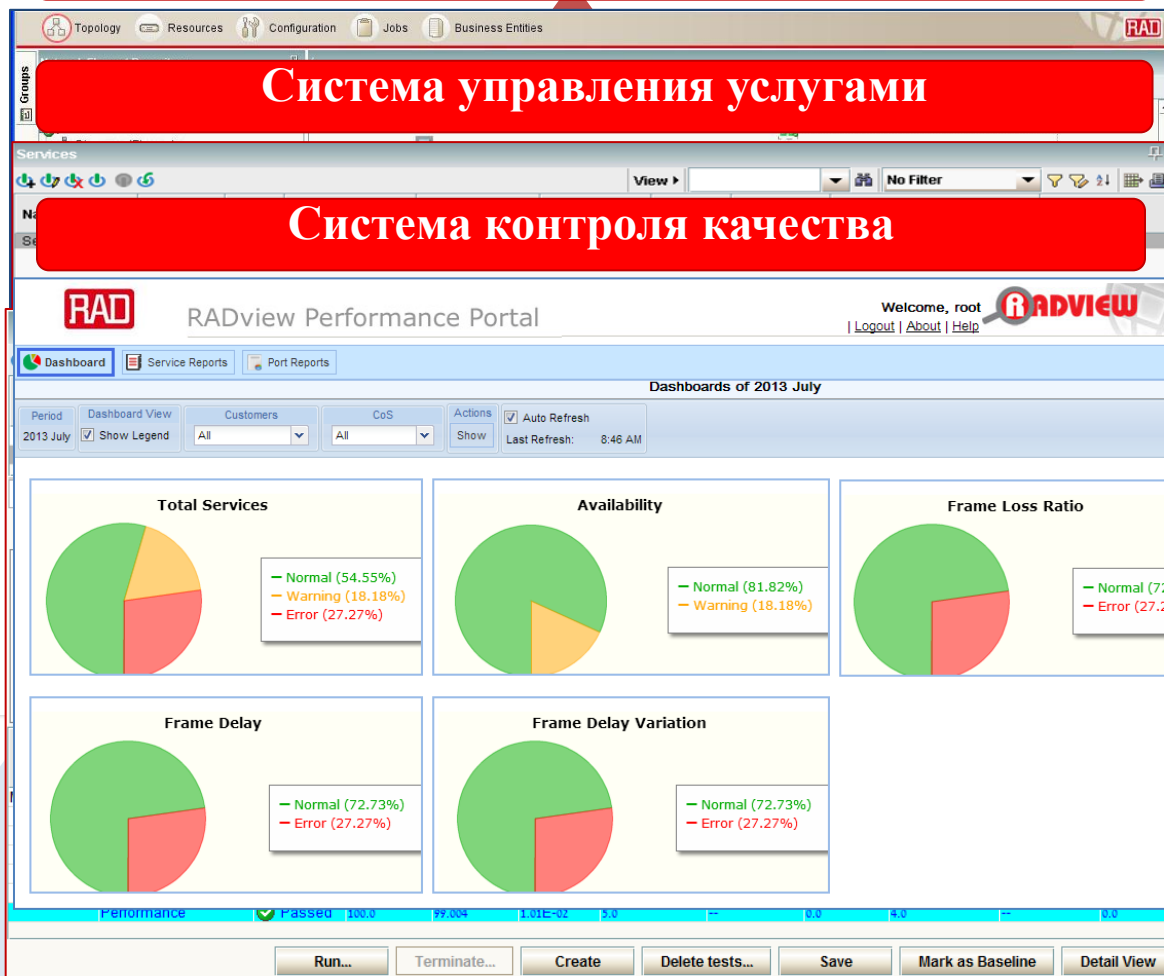 Topology Resources Configuration Jobs Business Entities RAD
Groups
Система управления услугами
Services
View No Filter
Система контроля качества
RAD RADview Performance Portal Welcome, root RADVIEW
| Logout | About | Help
Dashboard Service Reports Port Reports
Dashboards of 2013 July
Period Dashboard View Customers CoS Actions Auto Refresh
2013 July Show Legend All All Show Last Refresh: 8:46 AM
Total Services Availability Frame Loss Ratio
Normal (54.55%) Normal (81.82%) Normal (72
Warning (18.18%) Warning (18.18%) Error (27.2
Error (27.27%)
Frame Delay Frame Delay Variation
Normal (72.73%) Normal (72.73%)
Error (27.27%) Error (27.27%)
Performance Passed 100.0 99.004 1.01E-02 5.0 -- 0.0 4.0 -- 0.0
Run... Terminate... Create Delete tests... Save Mark as Baseline Detail View